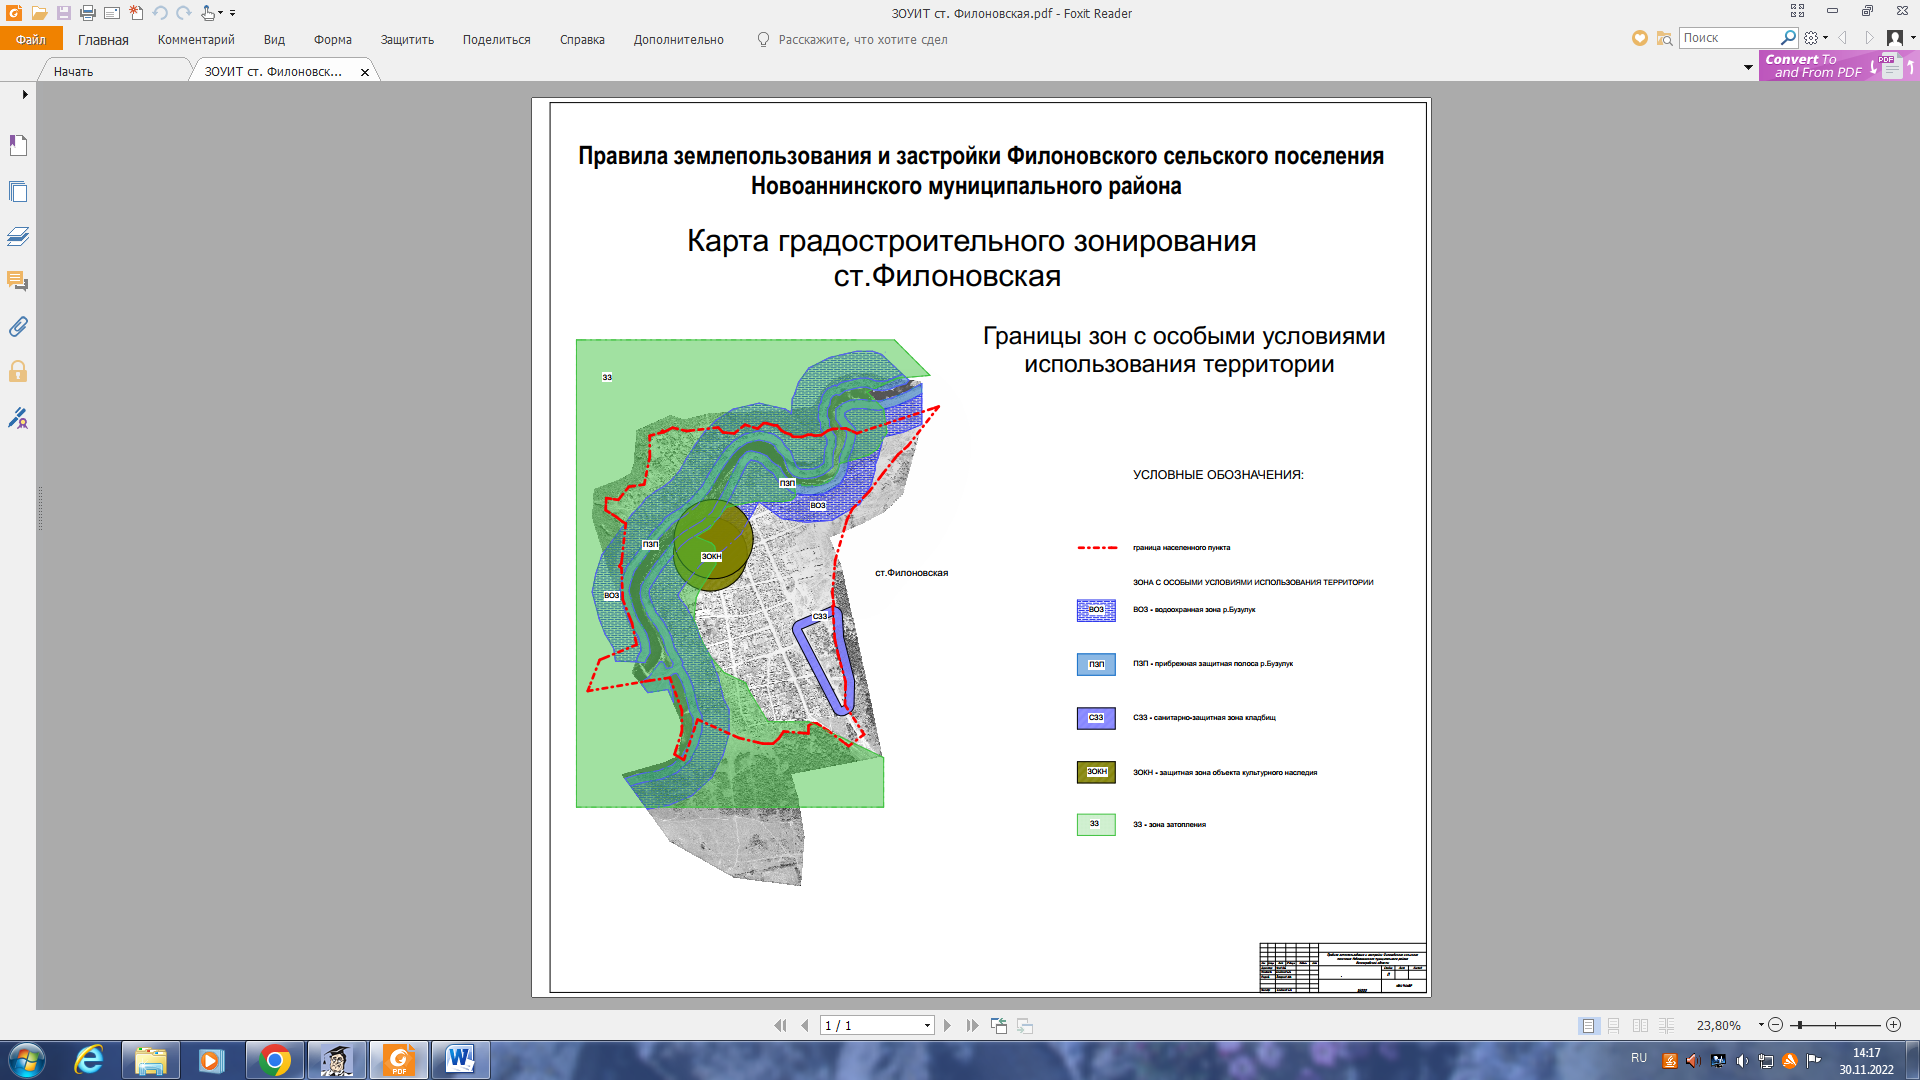 ЗОУИТ ст. Филоновская.pdf - Foxit Reader
Файл
Главная
Комментарий
Вид
Форма
Защитить
Поделиться
Справка
Дополнительно
Расскажите, что хотите сдел
Поиск
Начать
ЗОУИТ ст. Филоновск...
Convert To
and From PDF
PDF
Правила землепользования и застройки Филоновского сельского поселения
Новоаннинского муниципального района
Карта градостроительного зонирования
ст.Филоновская
Границы зон с особыми условиями
использования территории
ЗЗ
ПЗП
ВОЗ
ПЗП
ЗОКН
ВОЗ
СЗЗ
ст.Филоновская
УСЛОВНЫЕ ОБОЗНАЧЕНИЯ:
граница населенного пункта
ЗОНА С ОСОБЫМИ УСЛОВИЯМИ ИСПОЛЬЗОВАНИЯ ТЕРРИТОРИИ
ВОЗ
ВОЗ - водоохранная зона р.Бузулук
ПЗП
ПЗП - прибрежная защитная полоса р.Бузулук
СЗЗ
СЗЗ - санитарно-защитная зона кладбищ
ЗОКН
ЗОКН - защитная зона объекта культурного наследия
ЗЗ
ЗЗ - зона затопления
1 / 1
23,80%
PDF
RU
14:17
30.11.2022